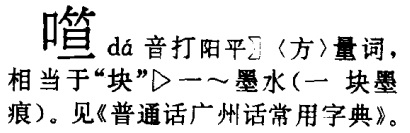 dá 音打阳平〗〈方〉量词，
相当于“块”▷一～墨水(一 块墨
痕)。见《普通话广州话常用字典》。